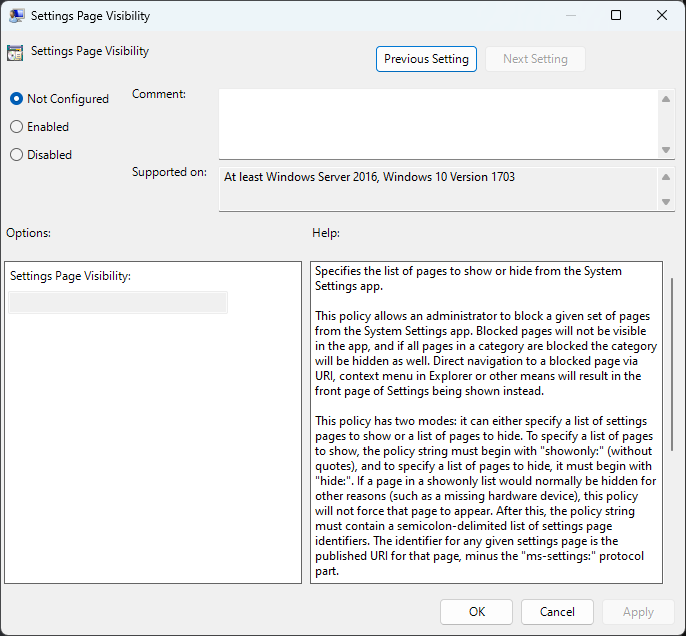 Settings Page Visibility
Settings Page Visibility
Previous Setting
Next Setting
Not Configured
Enabled
Disabled
Comment:
Supported on:
At least Windows Server 2016, Windows 10 Version 1703
Options:
Help:
Settings Page Visibility:
Specifies the list of pages to show or hide from the System
Settings app.
This policy allows an administrator to block a given set of pages
from the System Settings app. Blocked pages will not be visible
in the app, and if all pages in a category are blocked the category
will be hidden as well. Direct navigation to a blocked page via
URI, context menu in Explorer or other means will result in the
front page of Settings being shown instead.
This policy has two modes: it can either specify a list of settings
pages to show or a list of pages to hide. To specify a list of pages
to show, the policy string must begin with "showonly:" (without
quotes), and to specify a list of pages to hide, it must begin with
"hide:". If a page in a showonly list would normally be hidden for
other reasons (such as a missing hardware device), this policy
will not force that page to appear. After this, the policy string
must contain a semicolon-delimited list of settings page
identifiers. The identifier for any given settings page is the
published URI for that page, minus the "ms-settings:" protocol
part.
OK
Cancel
Apply